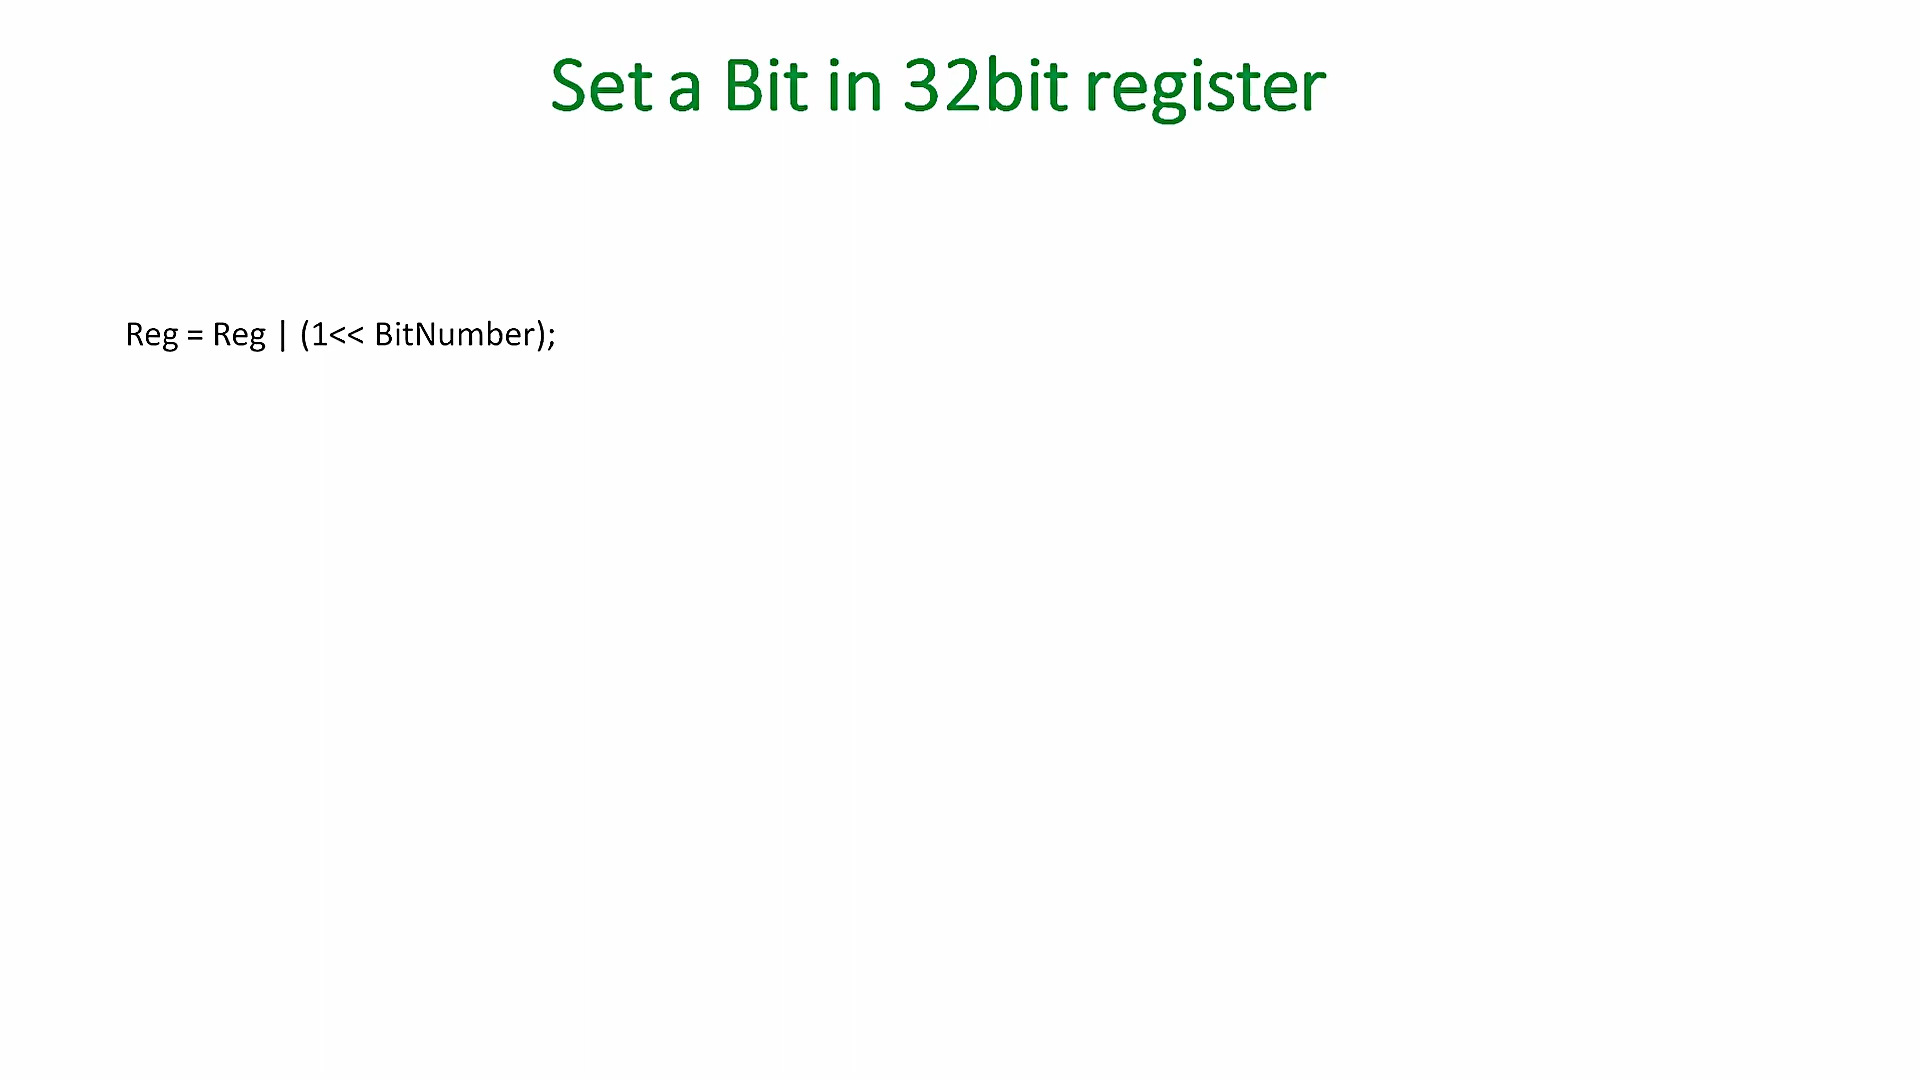 Set a Bit in 32bit register
Reg = Reg | (1<< BitNumber);